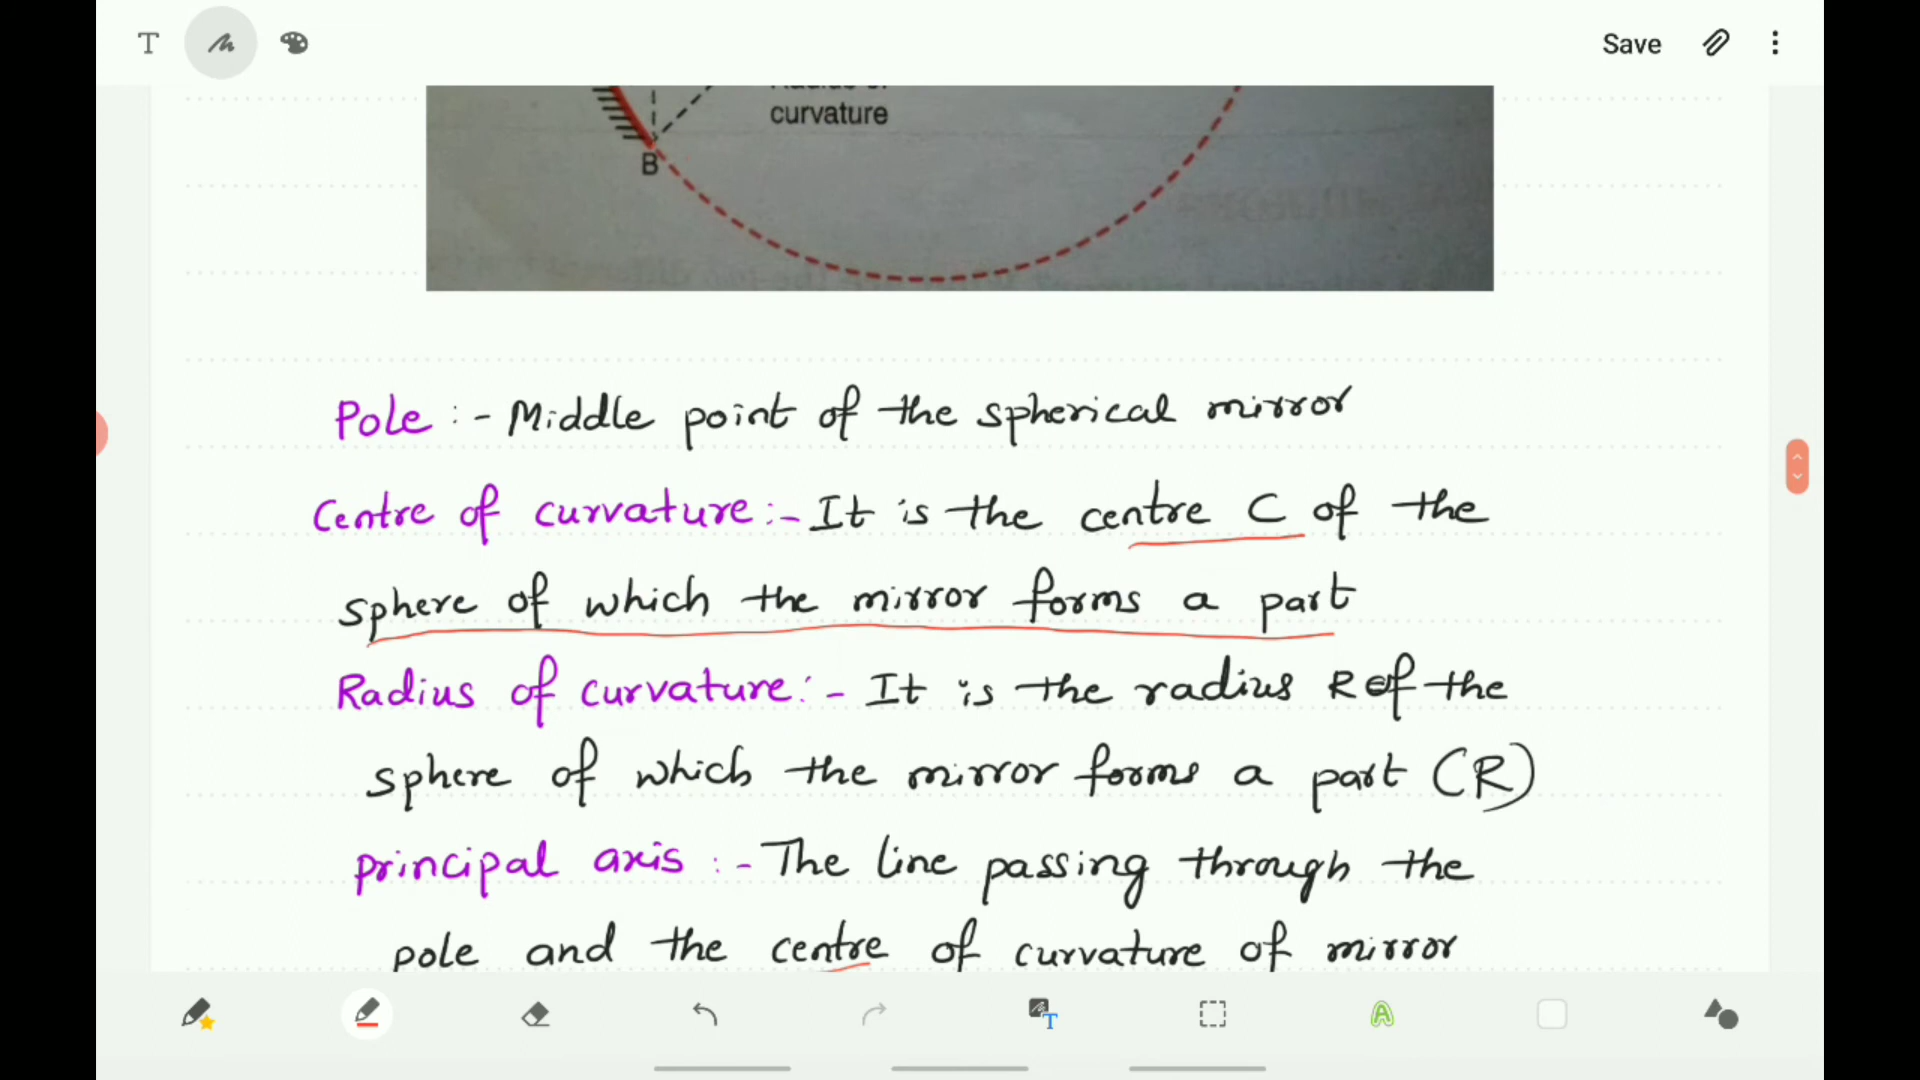 Save
curvature
B
Pole :- Middle point of the spherical mirror
Centre of curvature:- It is the centre C of the
sphere of which the mirror forms a part
Radius of curvature:- It is the radius R of the
sphere of which the mirror forms a part (R)
principal axis :- The line passing through the
pole and the centre of curvature of mirror